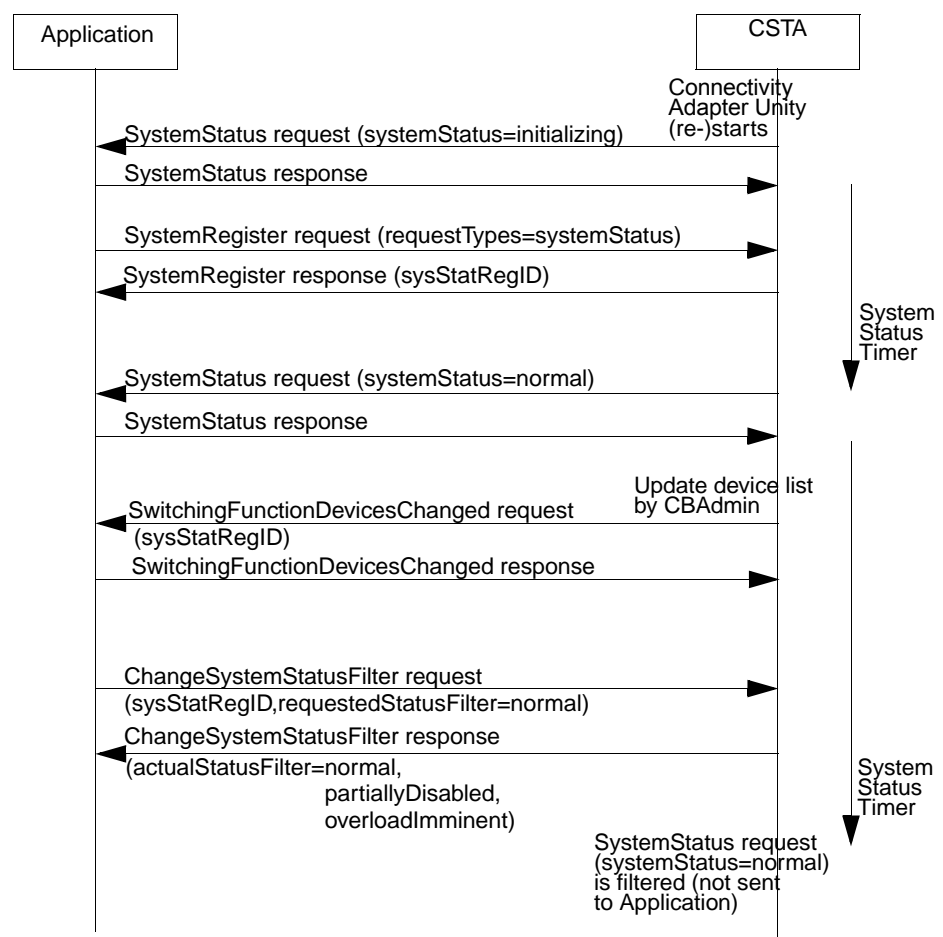 Application
CSTA
Connectivity
Adapter Unity
(re-)starts
SystemStatus request (systemStatus=initializing)
SystemStatus response
SystemRegister request (requestTypes=systemStatus)
SystemRegister response (sysStatRegID)
System
Status
Timer
SystemStatus request (systemStatus=normal)
SystemStatus response
Update device list
by CBAdmin
SwitchingFunctionDevicesChanged request
(sysStatRegID)
SwitchingFunctionDevicesChanged response
ChangeSystemStatusFilter request
(sysStatRegID,requestedStatusFilter=normal)
ChangeSystemStatusFilter response
(actualStatusFilter=normal,
partiallyDisabled,
overloadImminent)
System
Status
Timer
SystemStatus request
(systemStatus=normal)
is filtered (not sent
to Application)